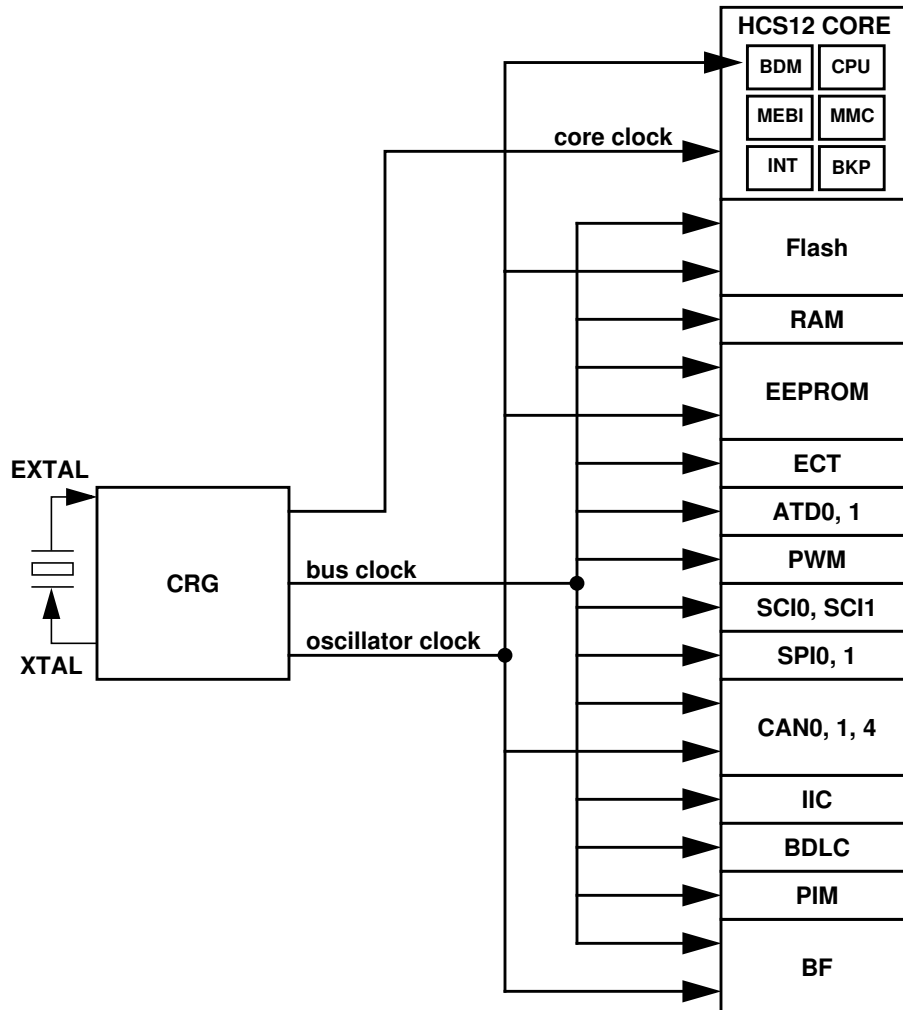 HCS12 CORE
BDM
CPU
MEBI
MMC
core clock
INT
BKP
Flash
RAM
EEPROM
EXTAL
ECT
ATD0, 1
PWM
bus clock
CRG
SCI0, SCI1
oscillator clock
XTAL
SPI0, 1
CAN0, 1, 4
IIC
BDLC
PIM
BF